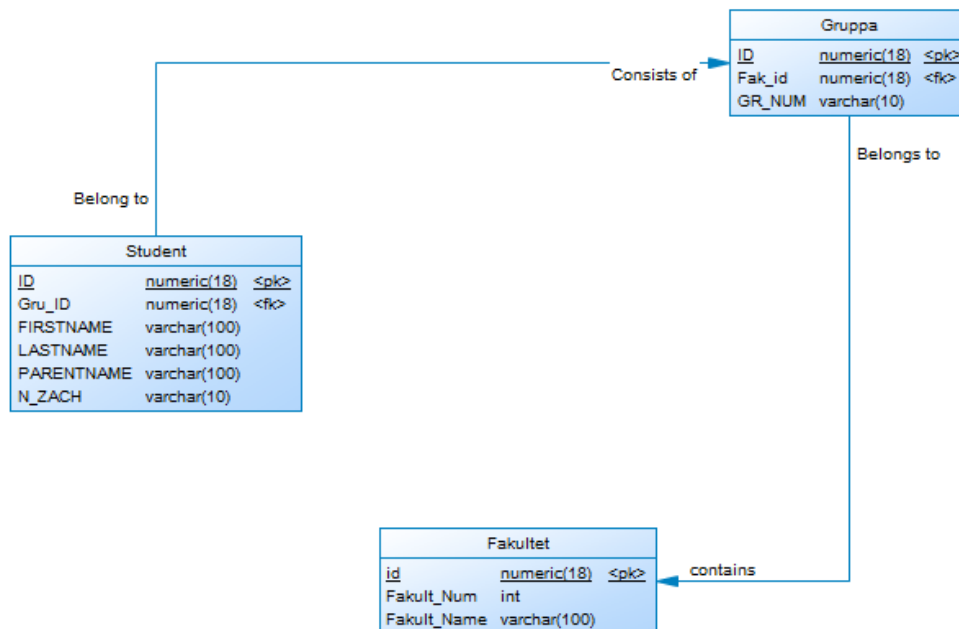 Gruppa
ID numeric(18) <pk>
Fak_id numeric(18) <fk>
GR_NUM varchar(10)
Consists of
Belongs to
Belong to
Student
ID numeric(18) <pk>
Gru_ID numeric(18) <fk>
FIRSTNAME varchar(100)
LASTNAME varchar(100)
PARENTNAME varchar(100)
N_ZACH varchar(10)
Fakultet
id numeric(18) <pk>
Fakult_Num int
Fakult_Name varchar(100)
contains